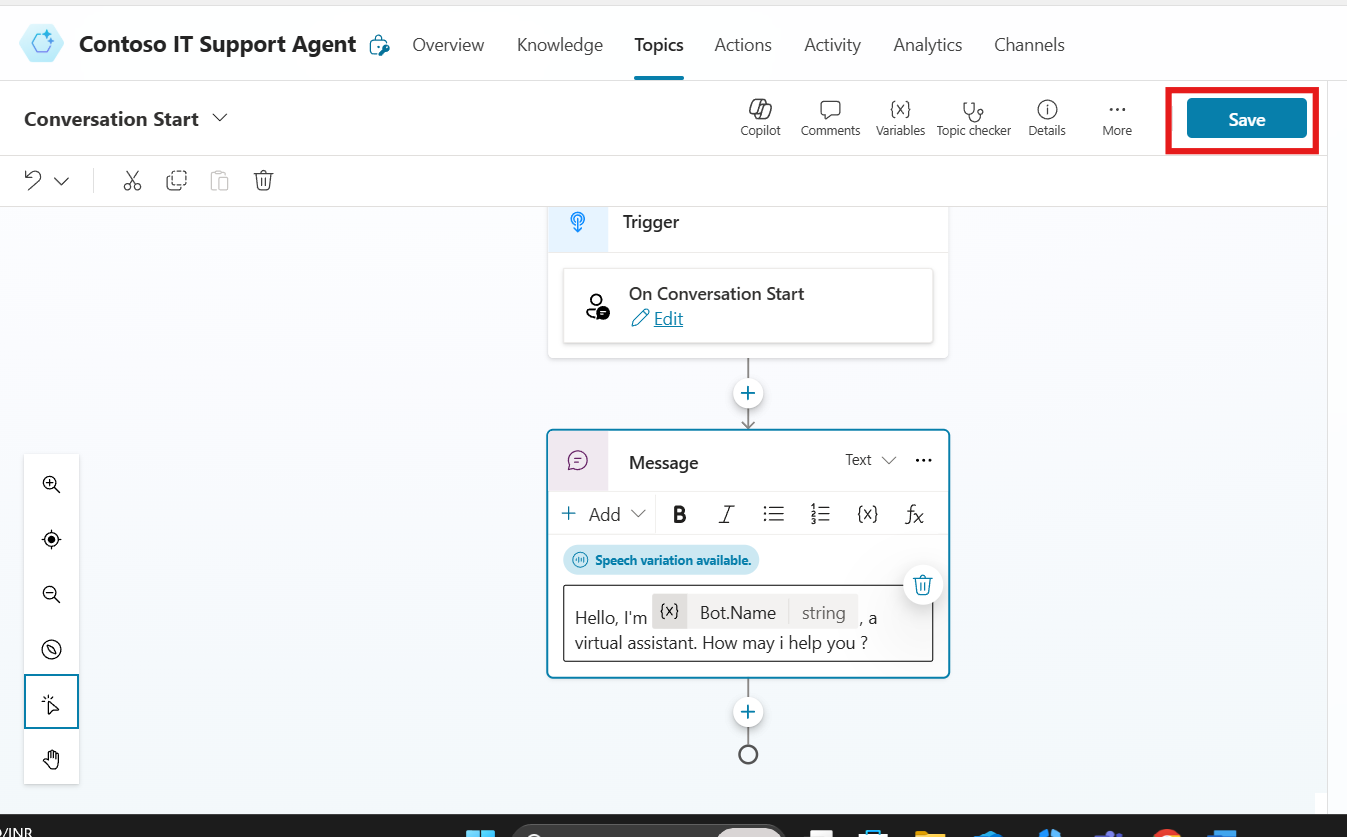 Contoso IT Support Agent Overview Knowledge Topics Actions Activity Analytics Channels
Conversation Start
Copilot Comments Variables Topic checker Details More
Save
Trigger
On Conversation Start
Edit
Message Text
Add B I {x} fx
Speech variation available.
Hello, I'm {x} Bot.Name string , a
virtual assistant. How may i help you ?
/INR